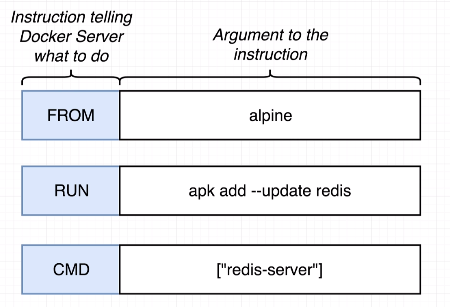 Instruction telling
Docker Server
what to do
Argument to the
instruction
FROM alpine
RUN apk add --update redis
CMD ["redis-server"]